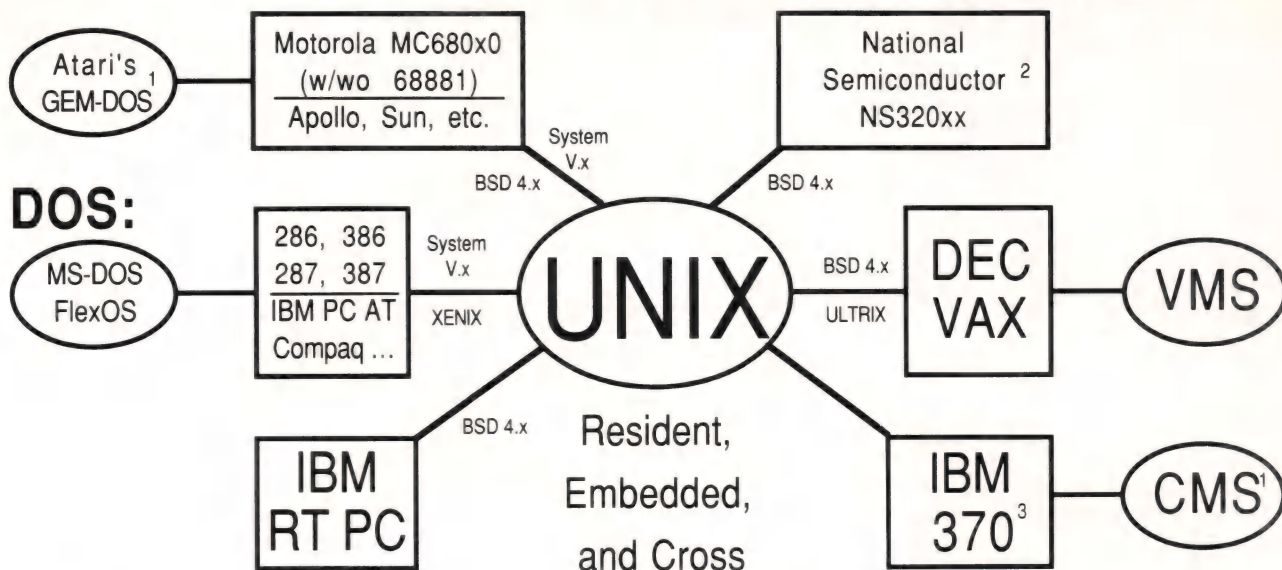 Atari's 1
GEM-DOS
Motorola MC680x0
(w/wo 68881)
Apollo, Sun, etc.
National
Semiconductor 2
NS320xx
System
V.x
BSD 4.x
BSD 4.x
DOS:
MS-DOS
FlexOS
286, 386
287, 387
IBM PC AT
Compaq ...
System
V.x
XENIX
UNIX
BSD 4.x
ULTRIX
DEC
VAX
VMS
IBM
RT PC
BSD 4.x
Resident,
Embedded,
and Cross
IBM
370 3
CMS 1